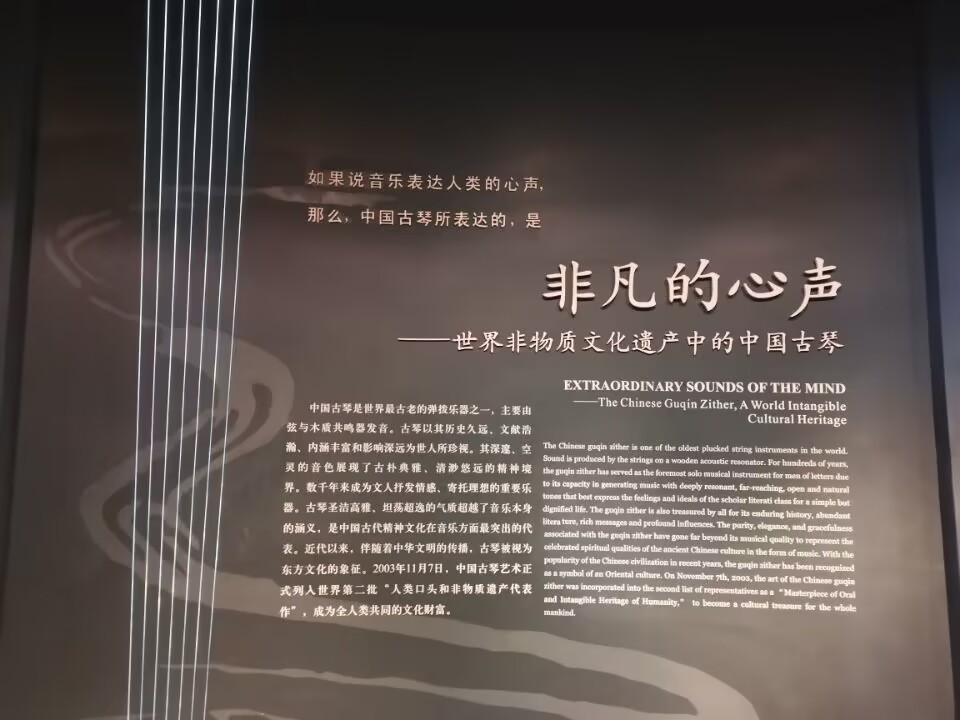 如果说音乐表达人类的心声,
那么, 中国古琴所表达的, 是
非凡的心声
——世界非物质文化遗产中的中国古琴
EXTRAORDINARY SOUNDS OF THE MIND
——The Chinese Guqin Zither, A World Intangible
Cultural Heritage
中国古琴是世界最古老的弹拨乐器之一，主要由
弦与木质共鸣器发音。古琴以其历史久远、文献浩
瀚、内涵丰富和影响深远为世人所珍视。其深邃、空
灵的音色展现了古朴典雅、清渺悠远的精神境
界。数千年来成为文人抒发情感、寄托理想的重要乐
器。古琴圣洁高雅、坦荡超逸的气质超越了音乐本身
的涵义，是中国古代精神文化在音乐方面最突出的代
表。近代以来，伴随着中华文明的传播，古琴被视为
东方文化的象征。2003年11月7日，中国古琴艺术正
式列入世界第二批“人类口头和非物质遗产代表
作”，成为全人类共同的文化财富。
The Chinese guqin zither is one of the oldest plucked string instruments in the world.
Sound is produced by the strings on a wooden acoustic resonator. For hundreds of years,
the guqin zither has served as the foremost solo musical instrument for men of letters due
to its capacity in generating music with deeply resonant, far-reaching, open and natural
tones that best express the feelings and ideals of the scholar literati class for a simple but
dignified life. The guqin zither is also treasured by all for its enduring history, abundant
litera ture, rich messages and profound influences. The purity, elegance, and gracefulness
associated with the guqin zither have gone far beyond its musical quality to represent the
celebrated spiritual qualities of the ancient Chinese culture in the form of music. With the
popularity of the Chinese civilization in recent years, the guqin zither has been recognized
as a symbol of an Oriental culture. On November 7th, 2003, the art of the Chinese guqin
zither was incorporated into the second list of representatives as a “Masterpiece of Oral
and Intangible Heritage of Humanity,” to become a cultural treasure for the whole
mankind.